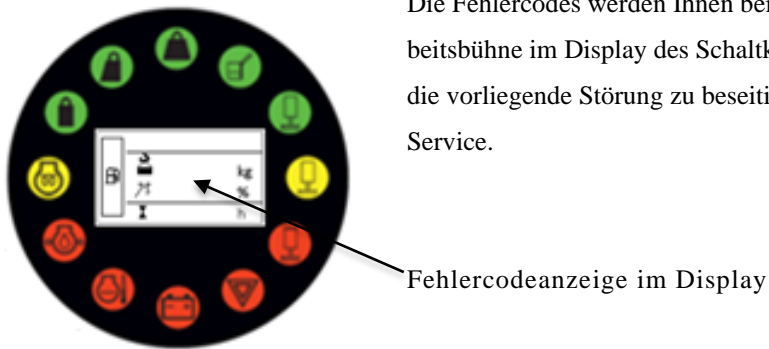 Die Fehlercodes werden Ihnen bei
beitsbühne im Display des Schaltk
die vorliegende Störung zu beseiti
Service.
kg
%
h
Fehlercodeanzeige im Display